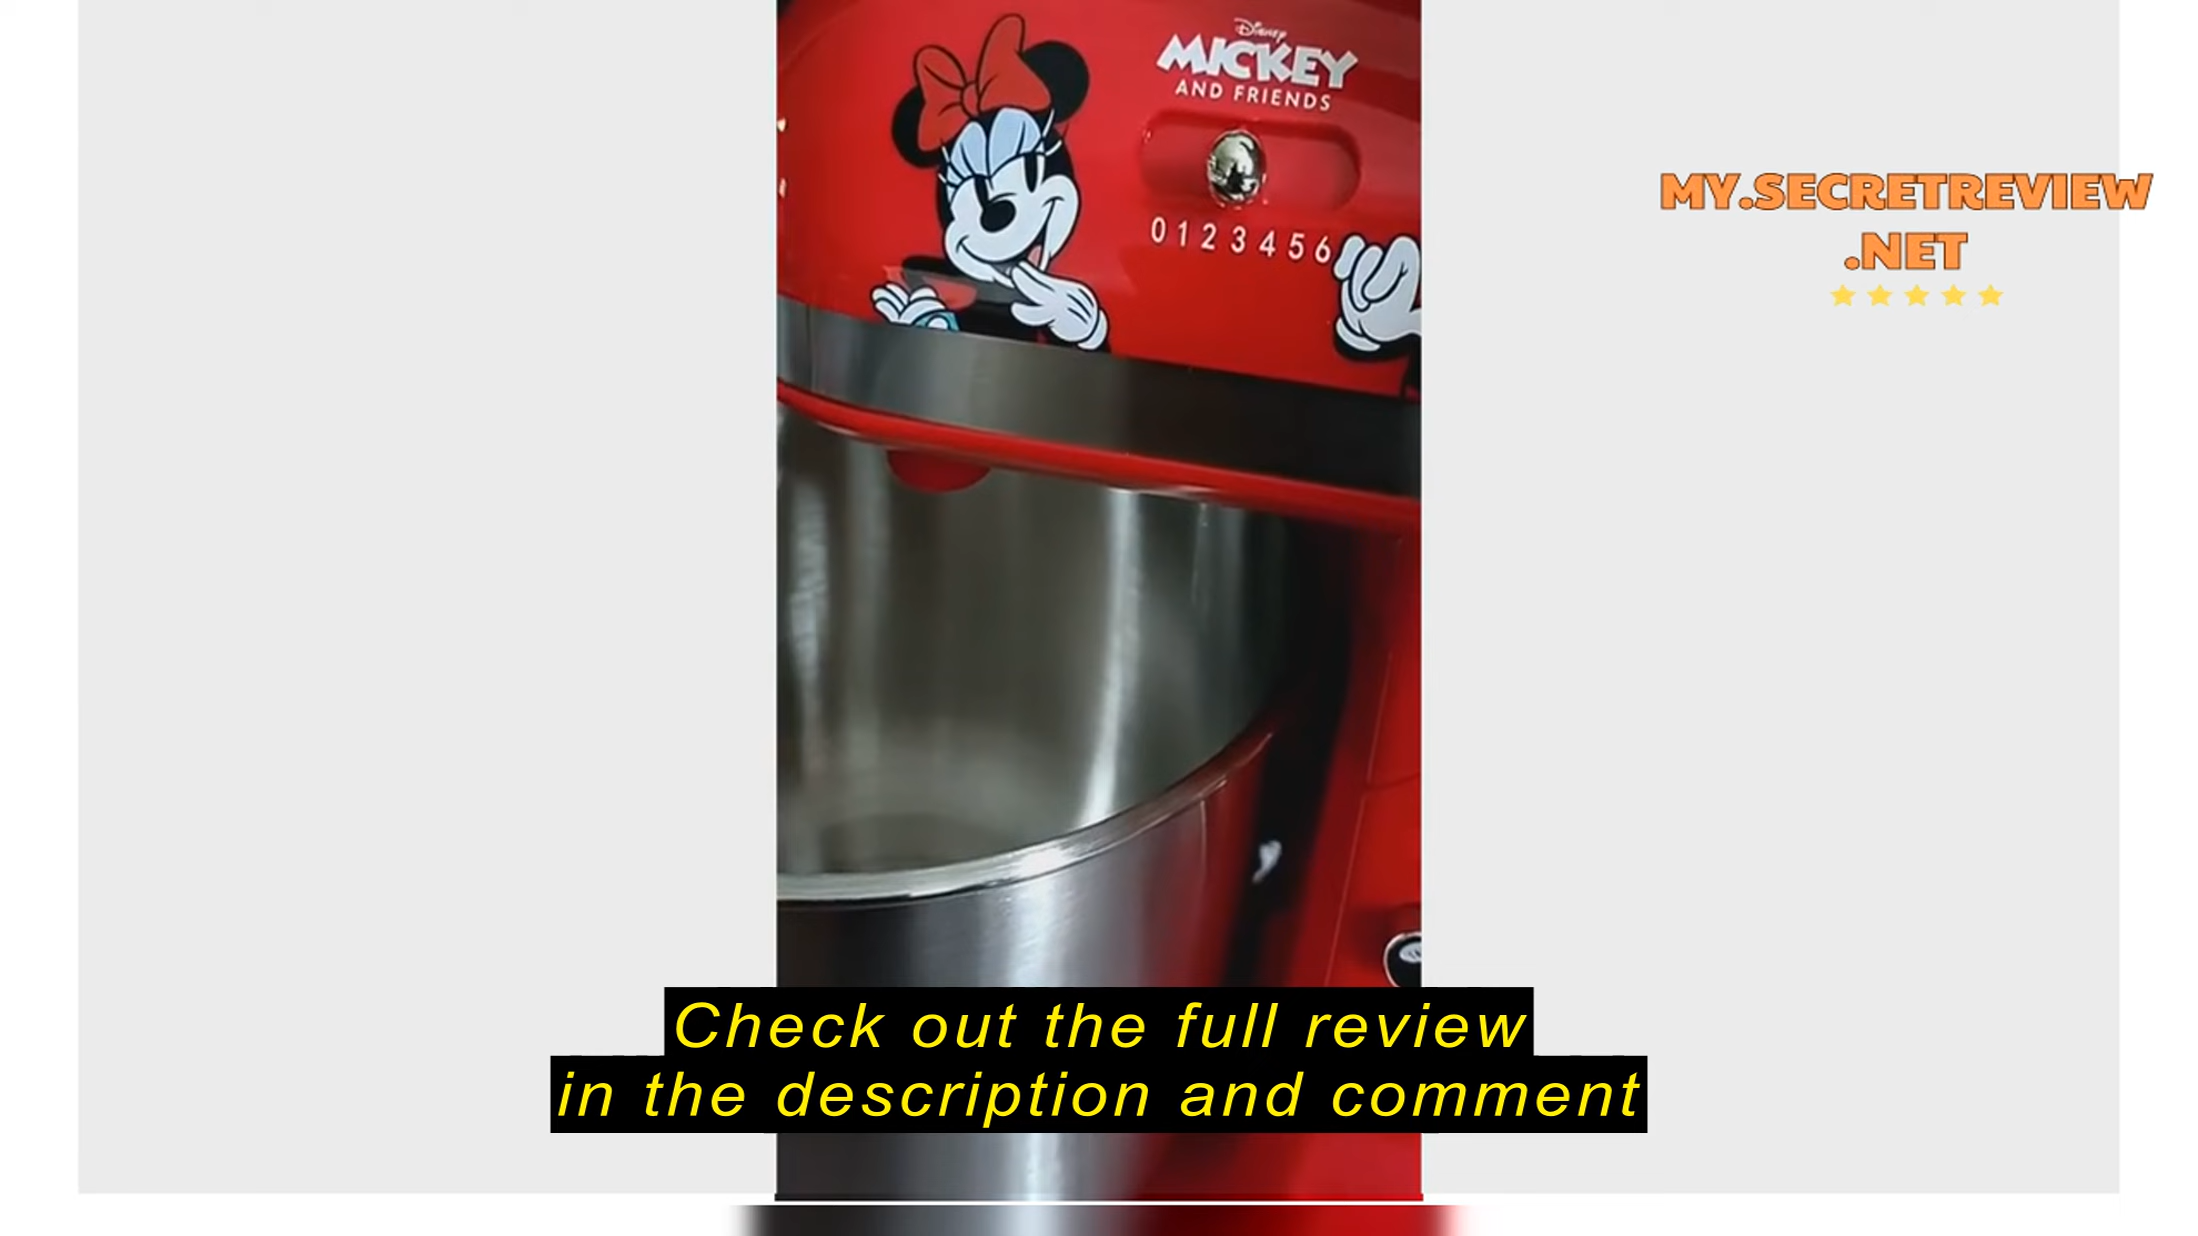 Disney
MICKEY
AND FRIENDS
0 1 2 3 4 5 6
MY.SECRETREVIEW
.NET
Check out the full review
in the description and comment